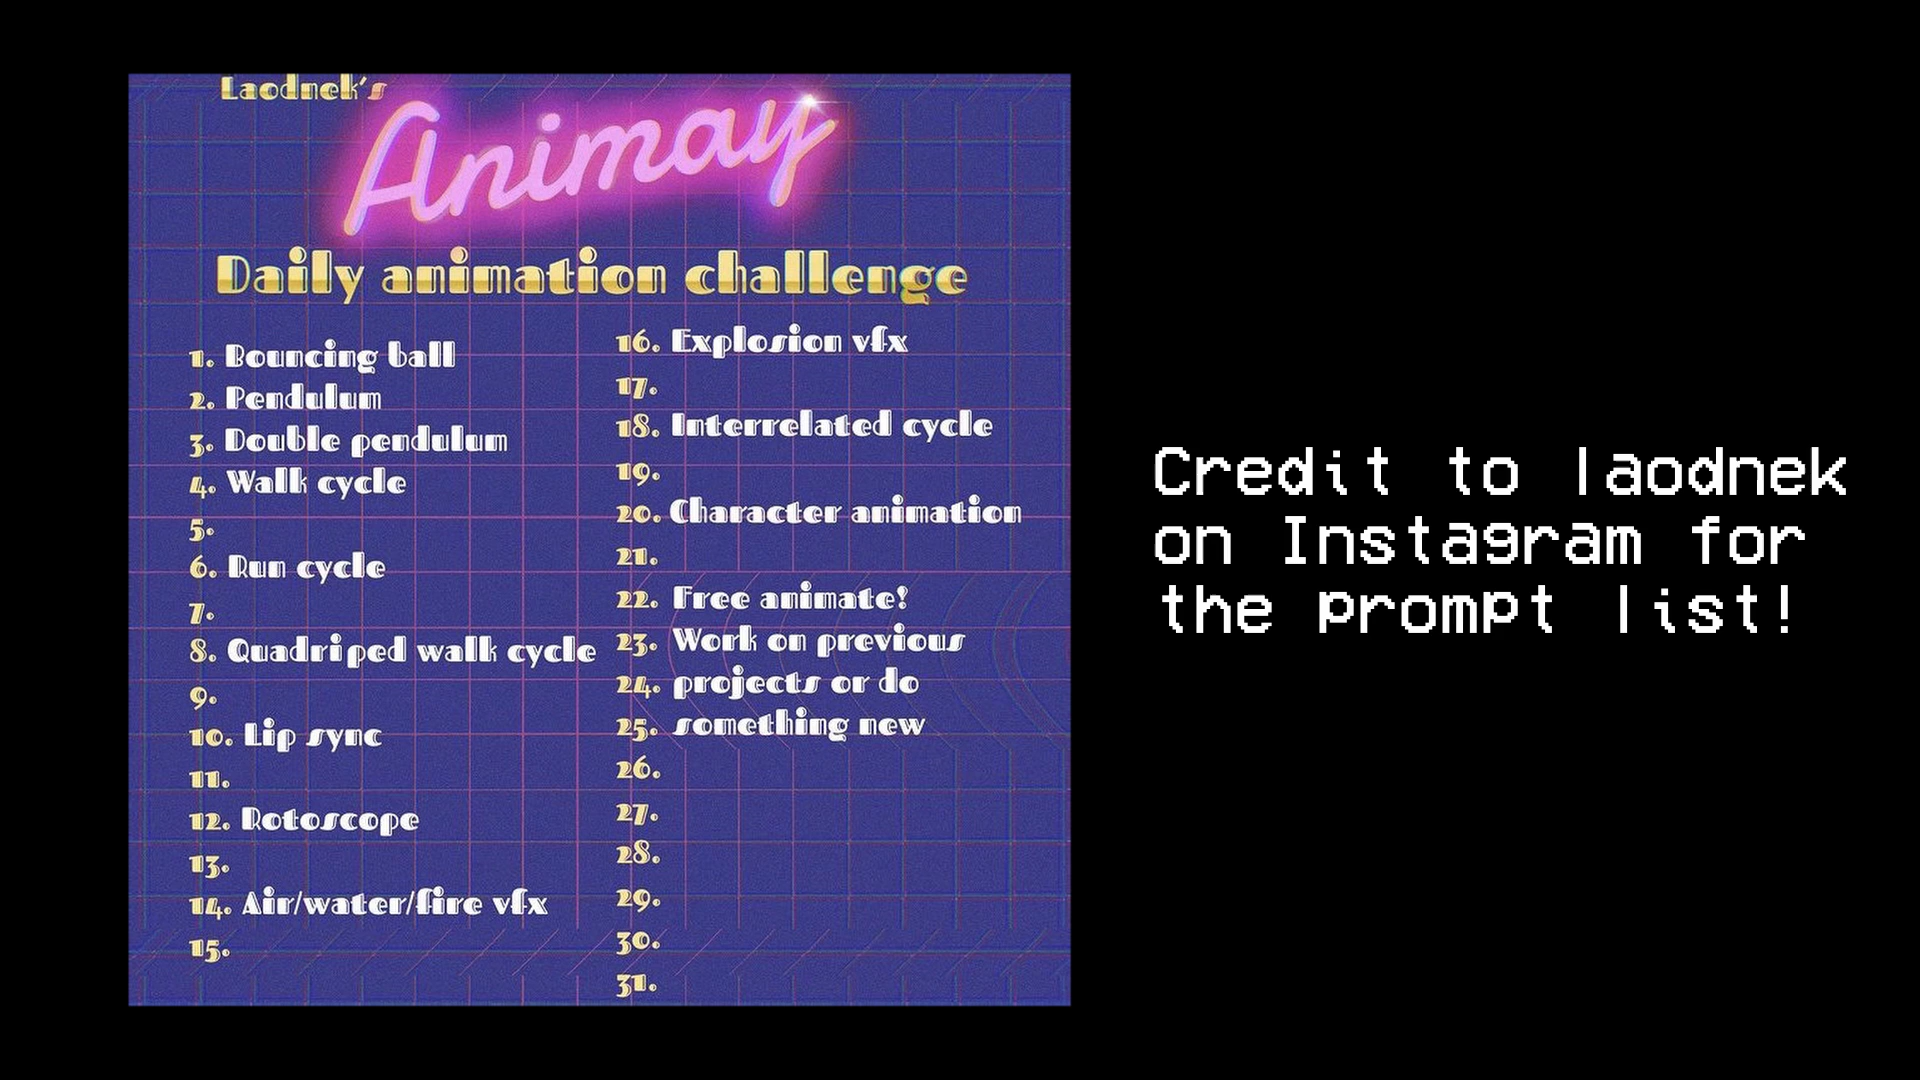 Laodnek's
Animay
Daily animation challenge
1. Bouncing ball
2. Pendulum
3. Double pendulum
4. Walk cycle
5.
6. Run cycle
7.
8. Quadriped walk cycle
9.
10. Lip sync
11.
12. Rotoscope
13.
14. Air/water/fire vfx
15.
16. Explosion vfx
17.
18. Interrelated cycle
19.
20. Character animation
21.
22. Free animate!
23. Work on previous
24. projects or do
25. something new
26.
27.
28.
29.
30.
31.
Credit to laodnek
on Instagram for
the prompt list!